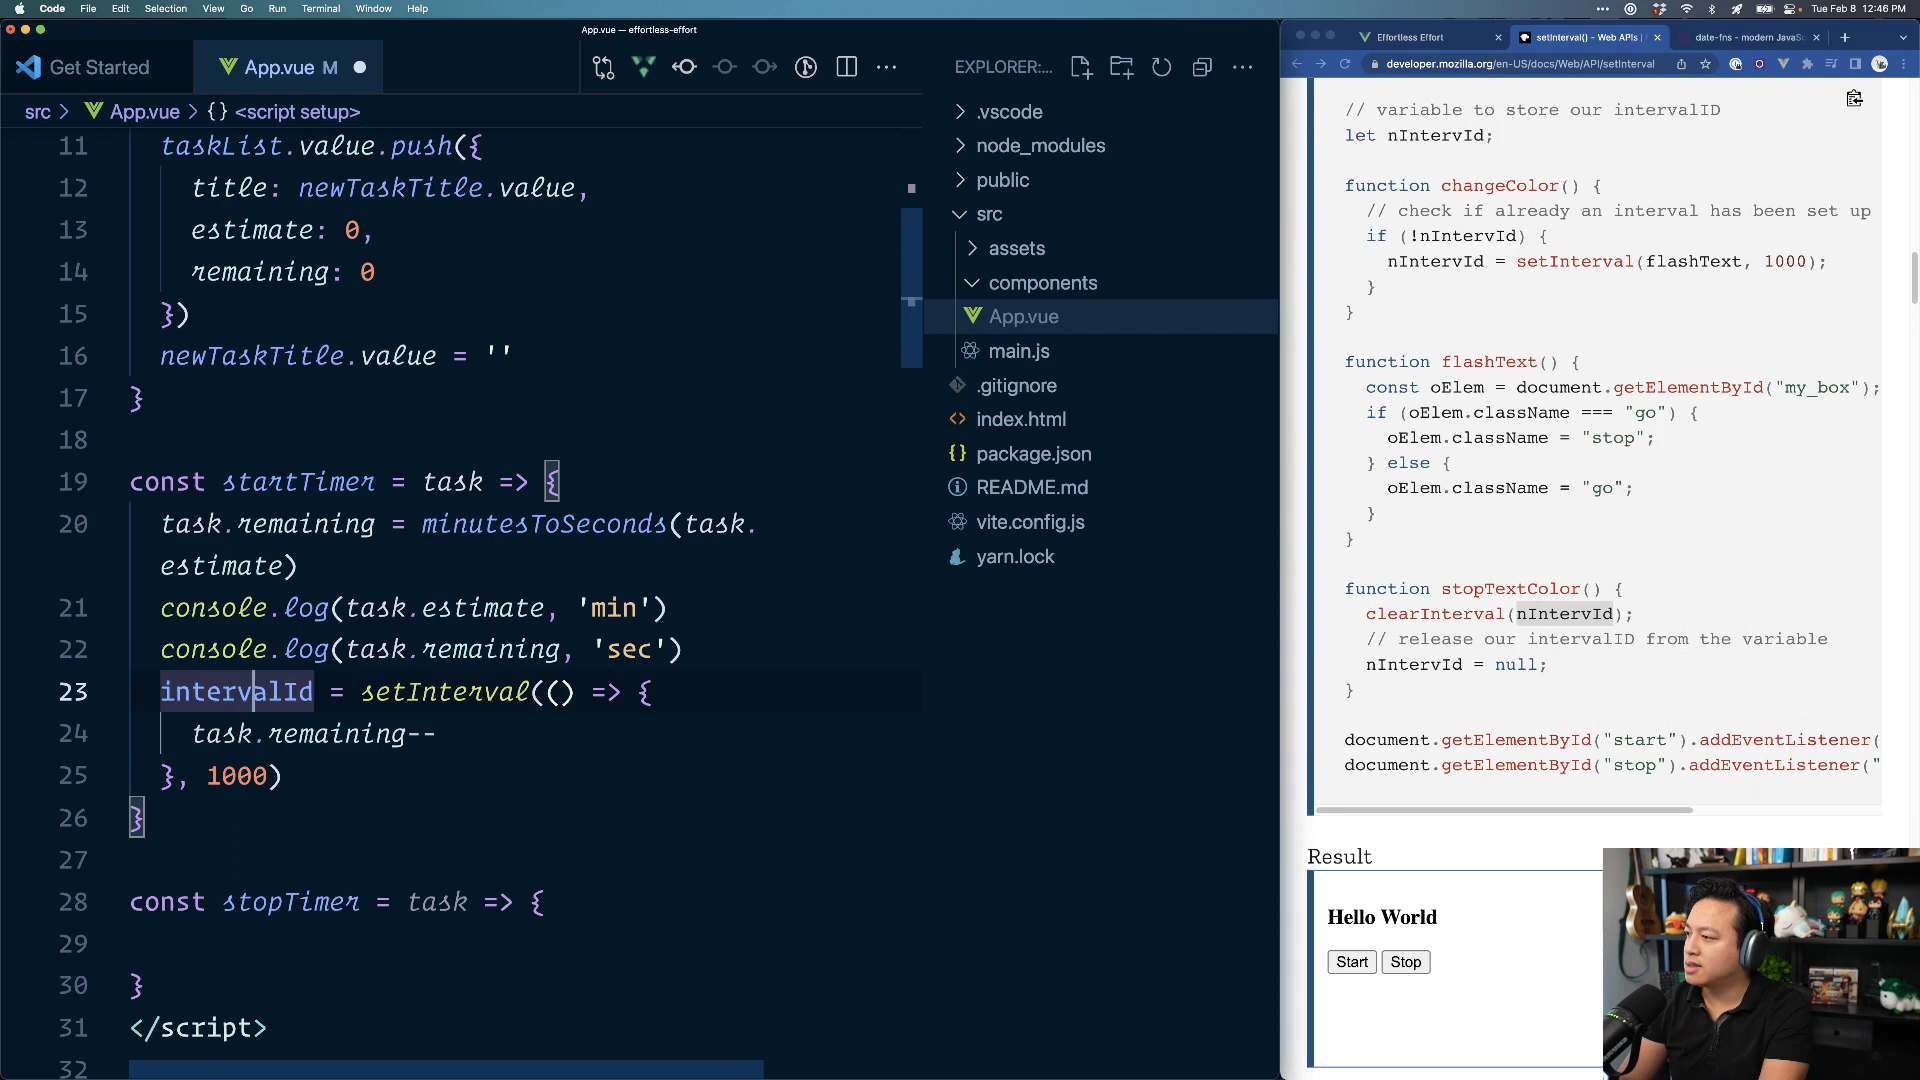 Code File Edit Selection View Go Run Terminal Window Help
Tue Feb 8 12:46 PM
App.vue — effortless-effort
Get Started
App.vue M
src > App.vue > {} <script setup>
11 taskList.value.push({
12 title: newTaskTitle.value,
13 estimate: 0,
14 remaining: 0
15 })
16 newTaskTitle.value = ''
17 }
18
19 const startTimer = task => {
20 task.remaining = minutesToSeconds(task.
estimate)
21 console.log(task.estimate, 'min')
22 console.log(task.remaining, 'sec')
23 intervalId = setInterval(() => {
24 task.remaining--
25 }, 1000)
26 }
27
28 const stopTimer = task => {
29
30 }
31 </script>
32
EXPLORER:...
.vscode
node_modules
public
src
assets
components
App.vue
main.js
.gitignore
index.html
package.json
README.md
vite.config.js
yarn.lock
Effortless Effort
setInterval() - Web APIs |
date-fns - modern JavaSc
developer.mozilla.org/en-US/docs/Web/API/setInterval
// variable to store our intervalID
let nIntervId;
function changeColor() {
// check if already an interval has been set up
if (!nIntervId) {
nIntervId = setInterval(flashText, 1000);
}
}
function flashText() {
const oElem = document.getElementById("my_box");
if (oElem.className === "go") {
oElem.className = "stop";
} else {
oElem.className = "go";
}
}
function stopTextColor() {
clearInterval(nIntervId);
// release our intervalID from the variable
nIntervId = null;
}
document.getElementById("start").addEventListener(
document.getElementById("stop").addEventListener("
Result
Hello World
Start Stop